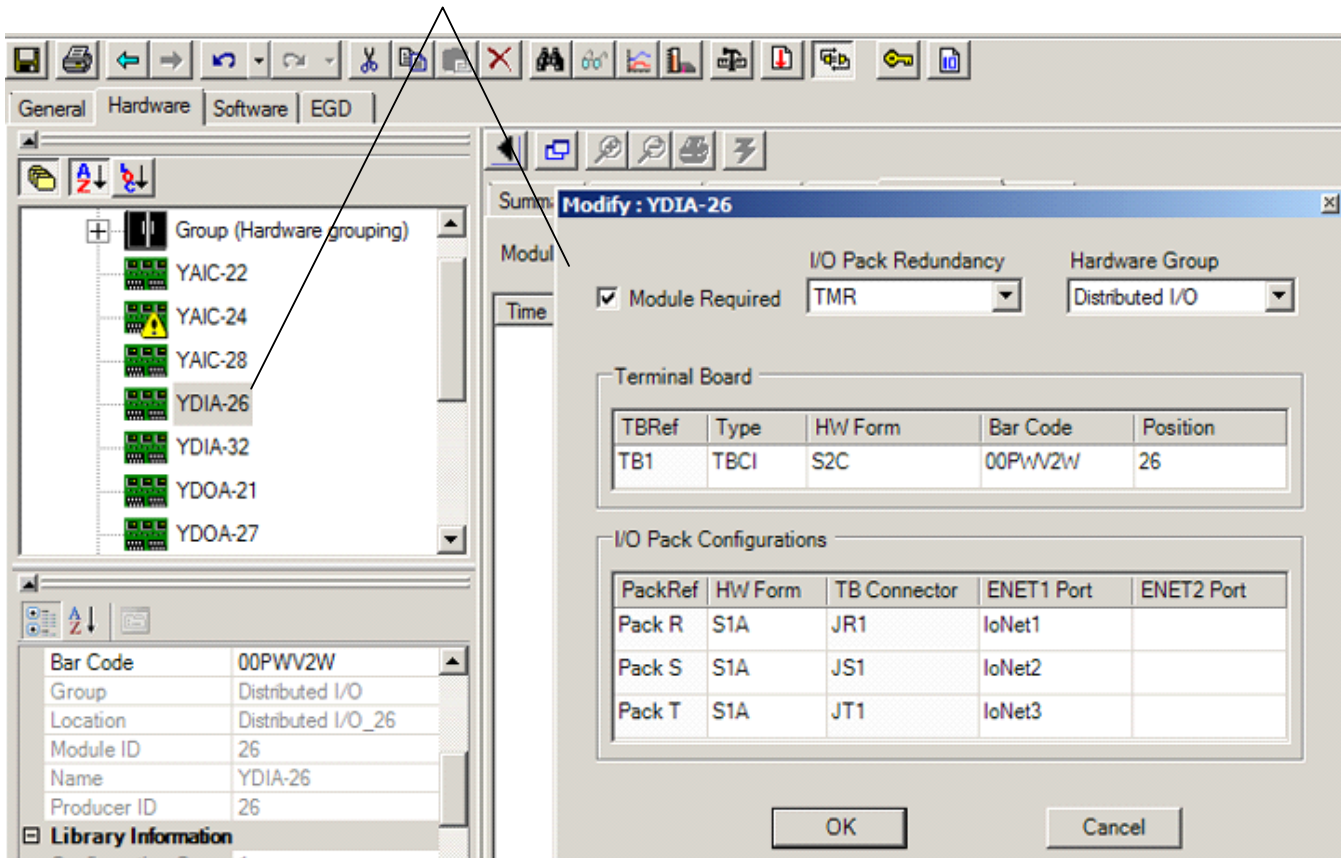 General Hardware Software EGD
Group (Hardware grouping)
YAIC-22
YAIC-24
YAIC-28
YDIA-26
YDIA-32
YDOA-21
YDOA-27
Bar Code 00PWV2W
Group Distributed I/O
Location Distributed I/O_26
Module ID 26
Name YDIA-26
Producer ID 26
Library Information
Summ
Modul
Time
Modify : YDIA-26
I/O Pack Redundancy Hardware Group
Module Required TMR Distributed I/O
Terminal Board
TBRef Type HW Form Bar Code Position
TB1 TBCI S2C 00PWV2W 26
I/O Pack Configurations
PackRef HW Form TB Connector ENET1 Port ENET2 Port
Pack R S1A JR1 IoNet1
Pack S S1A JS1 IoNet2
Pack T S1A JT1 IoNet3
OK Cancel